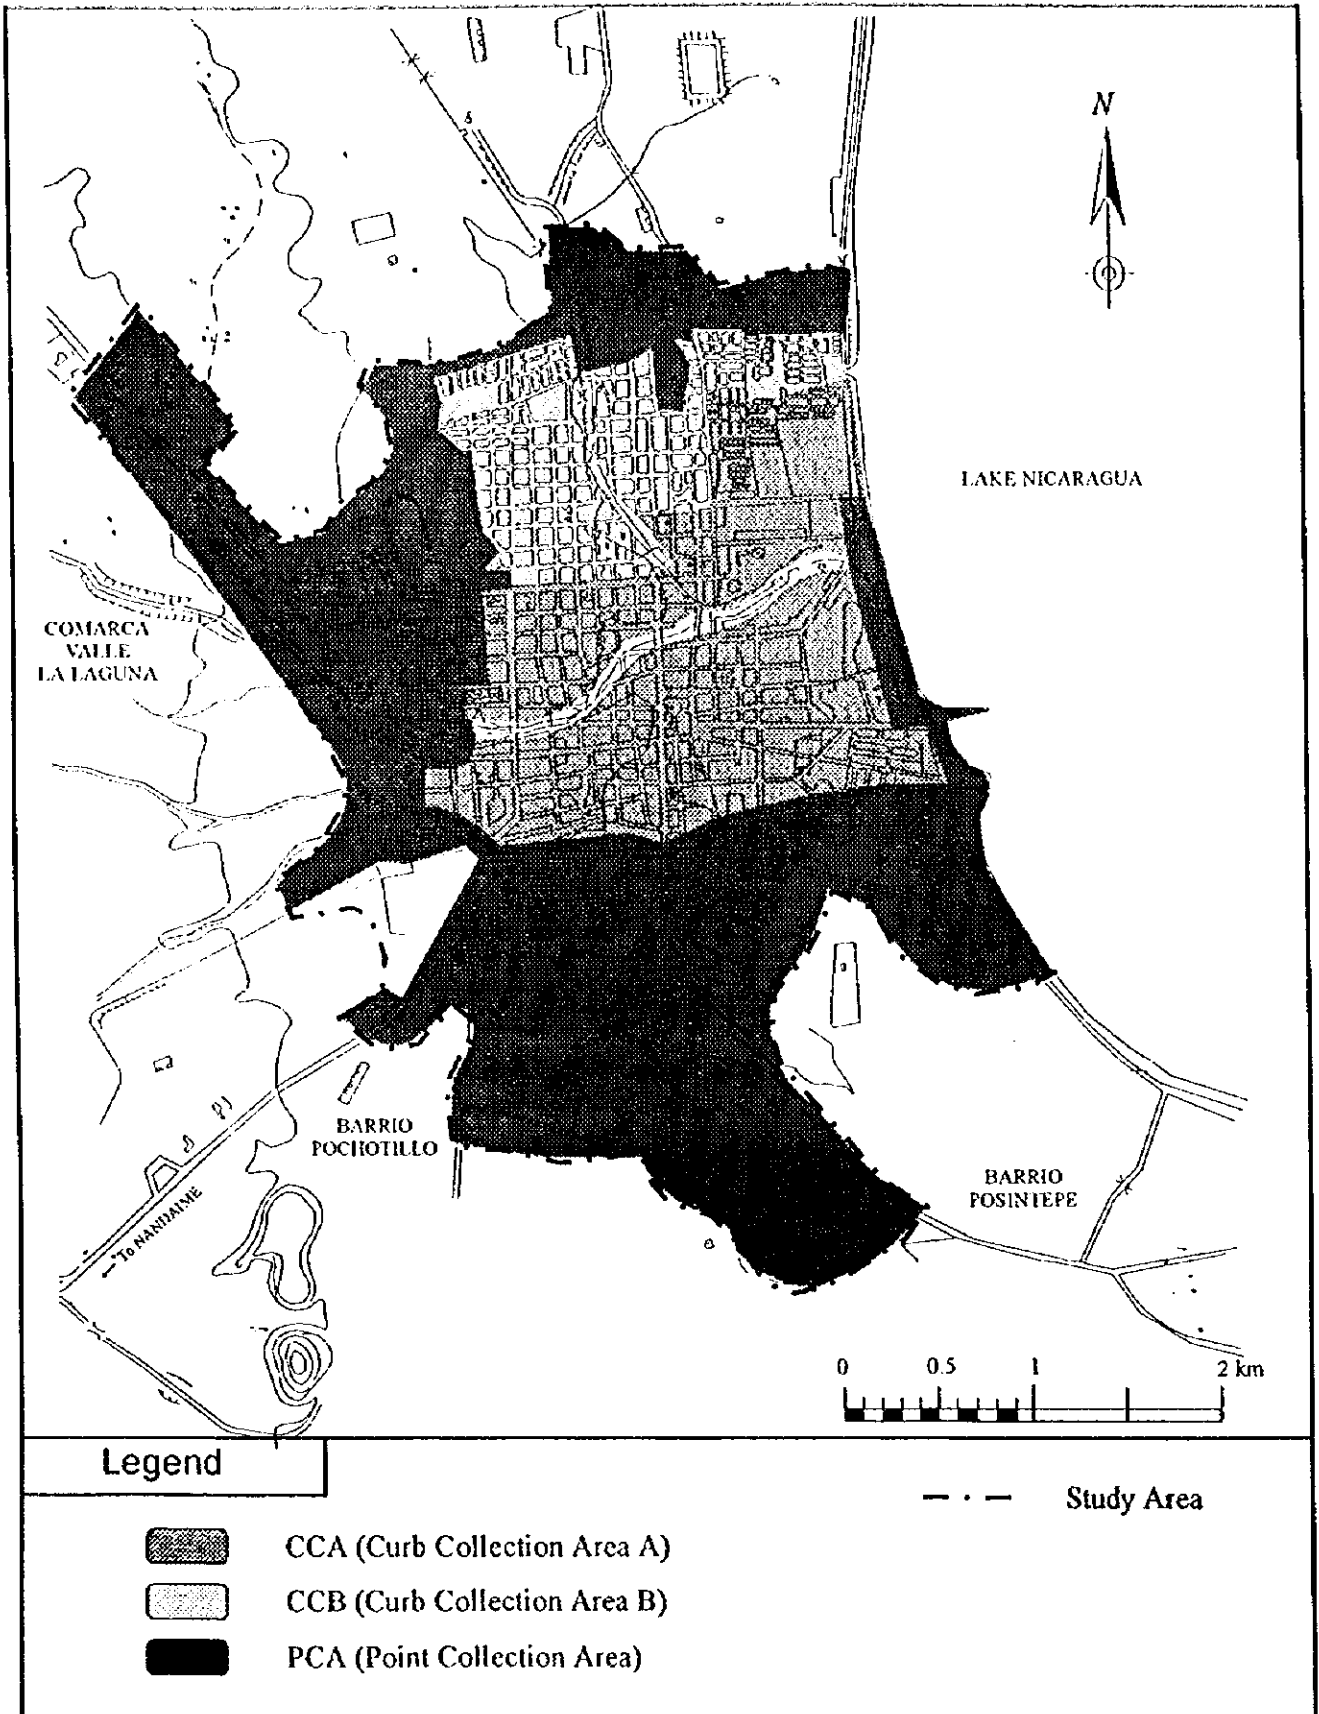 N
LAKE NICARAGUA
COMARCA
VALLE
LA LAGUNA
BARRIO
POCHOTILLO
BARRIO
POSINTEPE
To NANDAIME
0 0.5 1 2 km
Legend
Study Area
CCA (Curb Collection Area A)
CCB (Curb Collection Area B)
PCA (Point Collection Area)